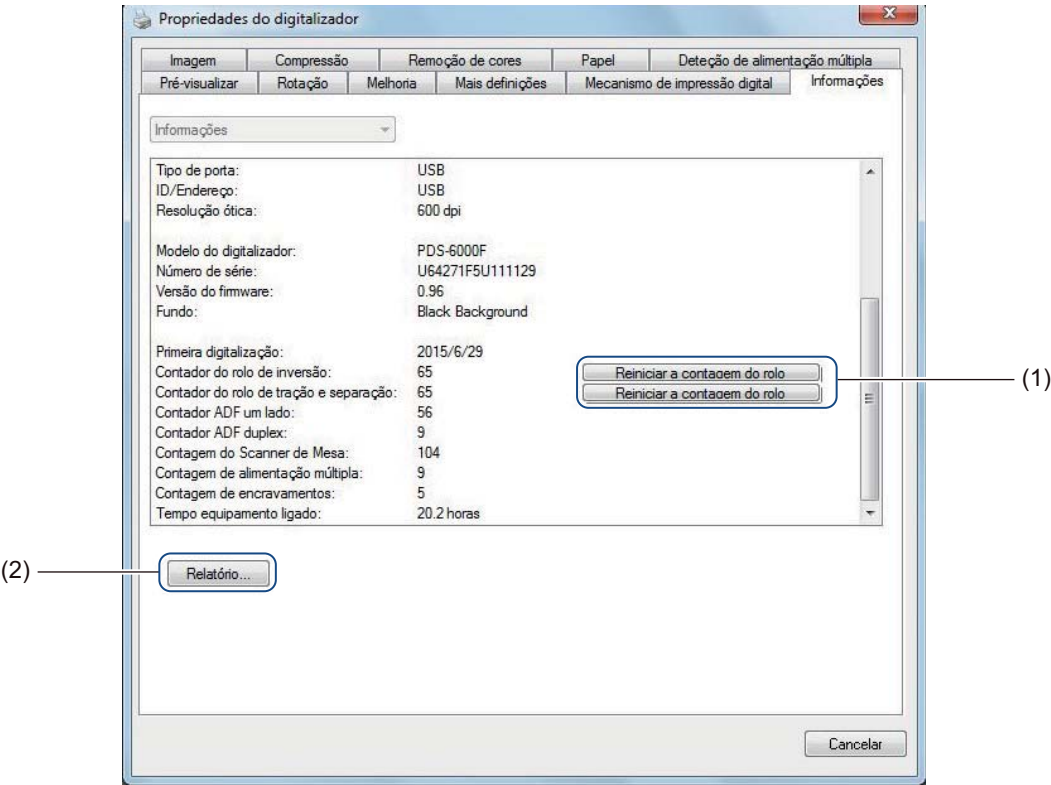 Propriedades do digitalizador
Imagem Compressão Remoção de cores Papel Deteção de alimentação múltipla
Pré-visualizar Rotação Melhoria Mais definições Mecanismo de impressão digital Informações
Informações
Tipo de porta: USB
ID/Endereço: USB
Resolução ótica: 600 dpi
Modelo do digitalizador: PDS-6000F
Número de série: U64271F5U111129
Versão do firmware: 0.96
Fundo: Black Background
Primeira digitalização: 2015/6/29
Contador do rolo de inversão: 65 Reiniciar a contagem do rolo (1)
Contador do rolo de tração e separação: 65 Reiniciar a contagem do rolo
Contador ADF um lado: 56
Contador ADF duplex: 9
Contagem do Scanner de Mesa: 104
Contagem de alimentação múltipla: 9
Contagem de encravamentos: 5
Tempo equipamento ligado: 20.2 horas
(2) Relatório...
Cancelar